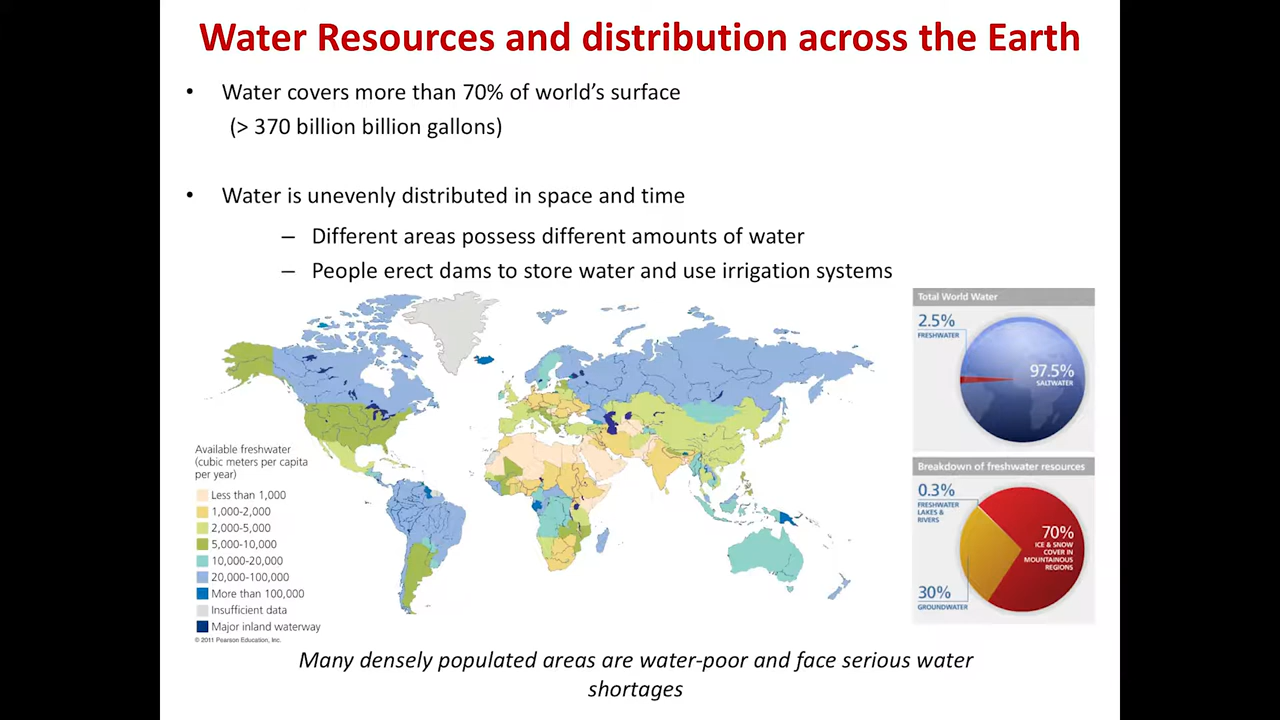 Water Resources and distribution across the Earth
• Water covers more than 70% of world’s surface
(> 370 billion billion gallons)
• Water is unevenly distributed in space and time
– Different areas possess different amounts of water
– People erect dams to store water and use irrigation systems
Available freshwater
(cubic meters per capita
per year)
Less than 1,000
1,000-2,000
2,000-5,000
5,000-10,000
10,000-20,000
20,000-100,000
More than 100,000
Insufficient data
Major inland waterway
© 2011 Pearson Education, Inc.
Total World Water
2.5%
FRESHWATER
97.5%
SALTWATER
Breakdown of freshwater resources
0.3%
FRESHWATER
LAKES &
RIVERS
70%
ICE & SNOW
COVER IN
MOUNTAINOUS
REGIONS
30%
GROUNDWATER
Many densely populated areas are water-poor and face serious water
shortages